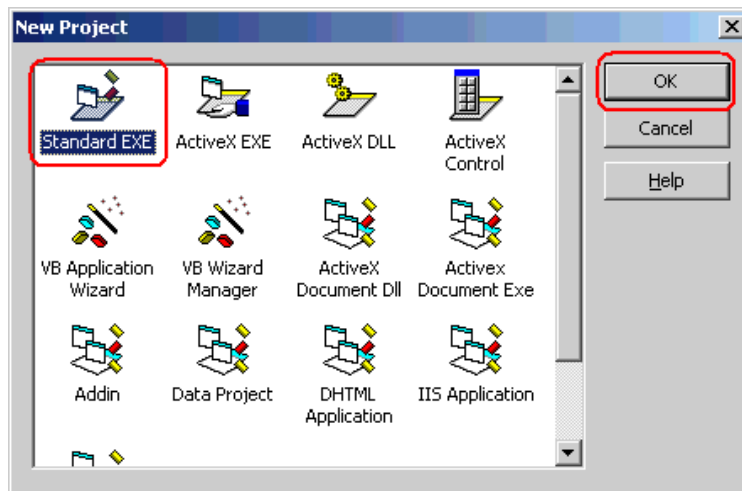 New Project
Standard EXE
ActiveX EXE
ActiveX DLL
ActiveX
Control
VB Application
Wizard
VB Wizard
Manager
ActiveX
Document Dll
Activex
Document Exe
Addin
Data Project
DHTML
Application
IIS Application
OK
Cancel
Help